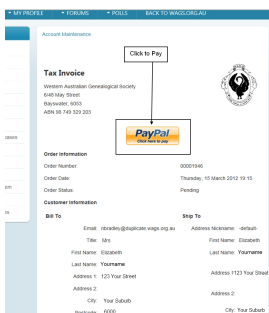 MY PROFILE FORUMS POLLS BACK TO WAGS.ORG.AU
Account Maintenance
Click to Pay
Tax Invoice
Western Australian Genealogical Society
6/48 May Street
Bayswater, 6053
ABN 98 749 329 203
PayPal
Click here to pay
Order Information
Order Number: 00001946
Order Date: Thursday, 15 March 2012 19:15
Order Status: Pending
Customer Information
Bill To Ship To
Email: nbradley@duplicate.wags.org.au Address Nickname: -default-
Title: Mrs First Name: Elizabeth
First Name: Elizabeth Last Name: Yourname
Last Name: Yourname
Address 1: 123 Your Street Address 1: 123 Your Street
Address 2:
Address 2:
City: Your Suburb
City: Your Suburb
Postcode: 6000